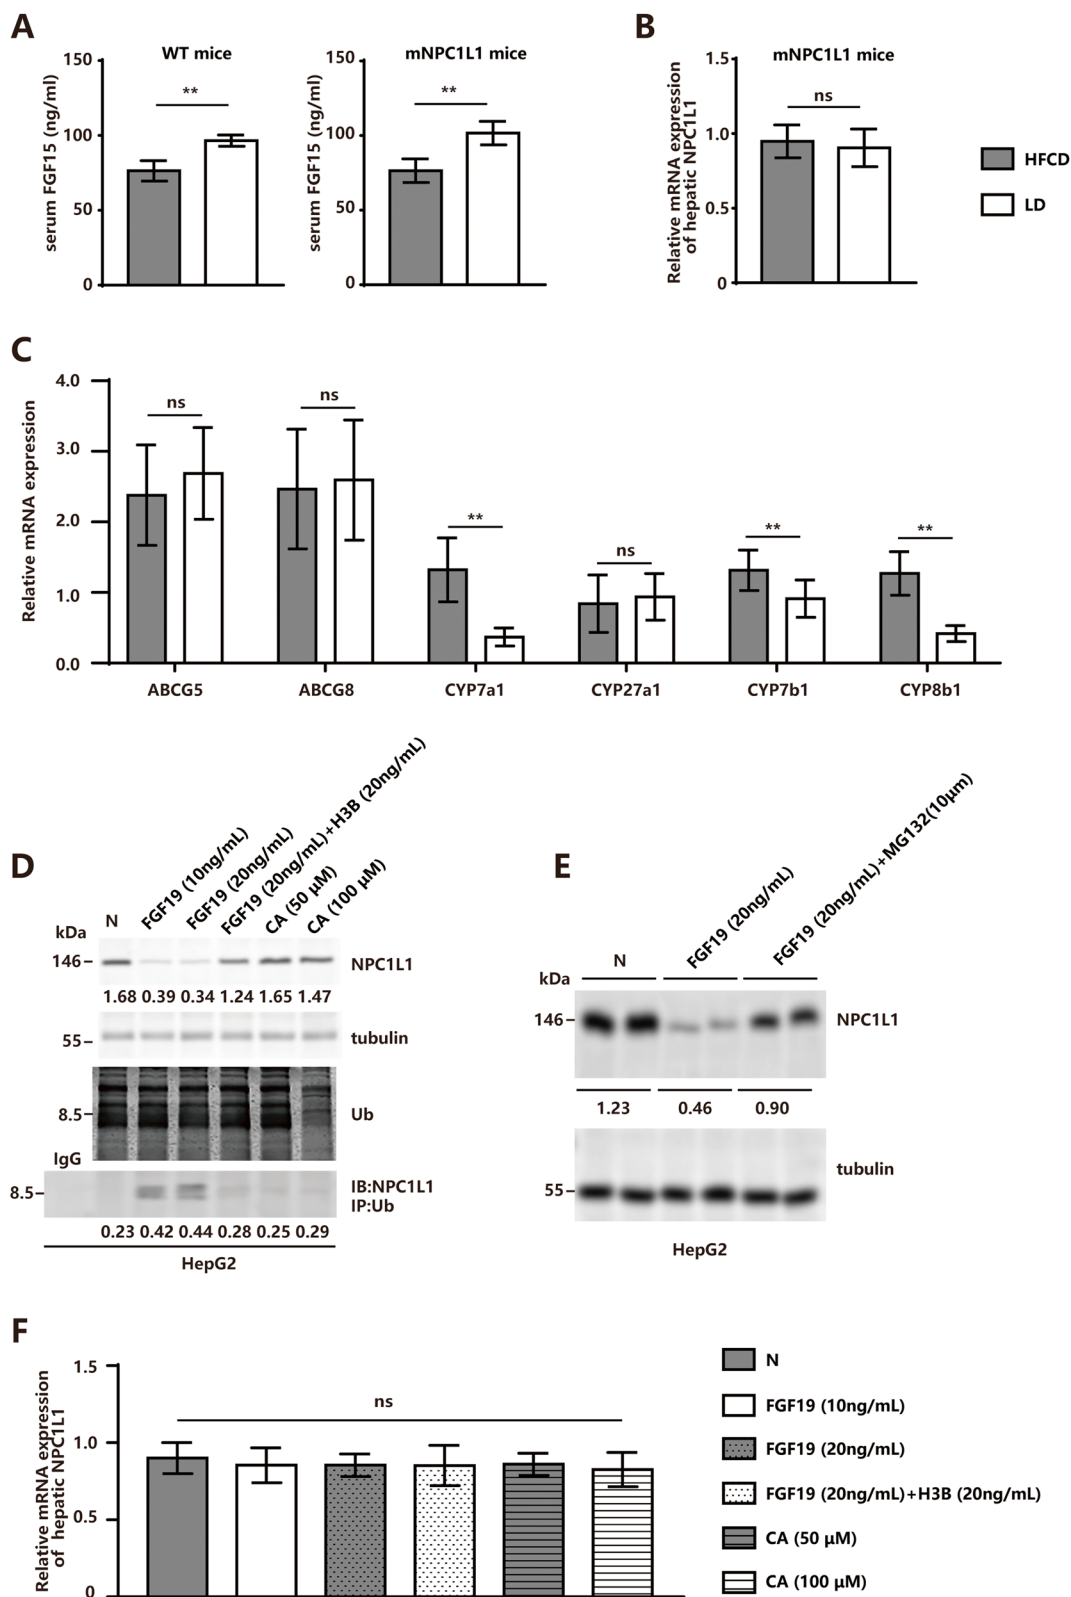 A
WT mice
serum FGF15 (ng/ml)
150
100
50
0
**
mNPC1L1 mice
serum FGF15 (ng/ml)
150
100
50
0
**
B
mNPC1L1 mice
Relative mRNA expression
of hepatic NPC1L1
1.5
1.0
0.5
0
ns
HFCD
LD
C
Relative mRNA expression
4.0
3.0
2.0
1.0
0.0
ns
ns
**
ns
**
**
ABCG5
ABCG8
CYP7a1
CYP27a1
CYP7b1
CYP8b1
D
N
FGF19 (10ng/mL)
FGF19 (20ng/mL)
FGF19 (20ng/mL)+H3B (20ng/mL)
CA (50 μM)
CA (100 μM)
kDa
146
NPC1L1
1.68 0.39 0.34 1.24 1.65 1.47
55
tubulin
8.5
Ub
IgG
8.5
IB:NPC1L1
IP:Ub
0.23 0.42 0.44 0.28 0.25 0.29
HepG2
E
N
FGF19 (20ng/mL)
FGF19 (20ng/mL)+MG132(10μm)
kDa
146
NPC1L1
1.23 0.46 0.90
tubulin
55
HepG2
F
Relative mRNA expression
of hepatic NPC1L1
1.5
1.0
0.5
0
ns
N
FGF19 (10ng/mL)
FGF19 (20ng/mL)
FGF19 (20ng/mL)+H3B (20ng/mL)
CA (50 μM)
CA (100 μM)